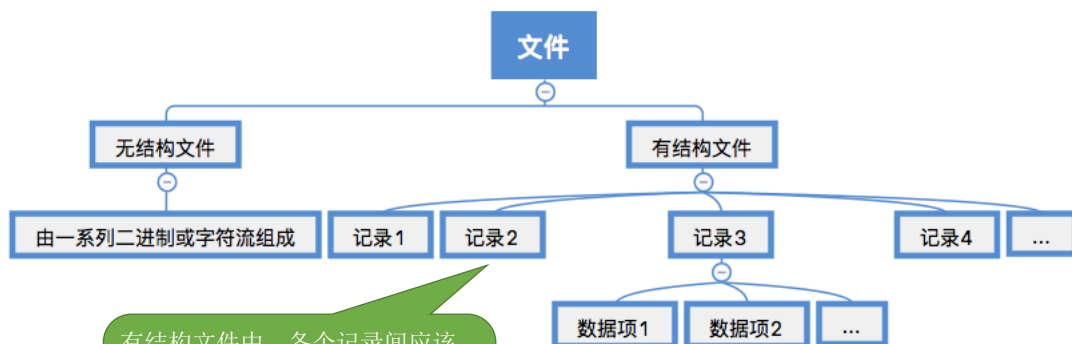 文件
无结构文件
有结构文件
由一系列二进制或字符流组成
记录1
记录2
记录3
记录4
...
数据项1
数据项2
...
有结构文件中，各个记录间应该